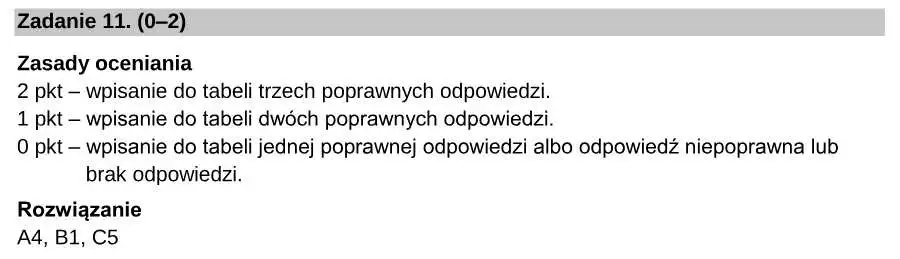 Zadanie 11. (0–2)
Zasady oceniania
2 pkt – wpisanie do tabeli trzech poprawnych odpowiedzi.
1 pkt – wpisanie do tabeli dwóch poprawnych odpowiedzi.
0 pkt – wpisanie do tabeli jednej poprawnej odpowiedzi albo odpowiedź niepoprawna lub
brak odpowiedzi.
Rozwiązanie
A4, B1, C5